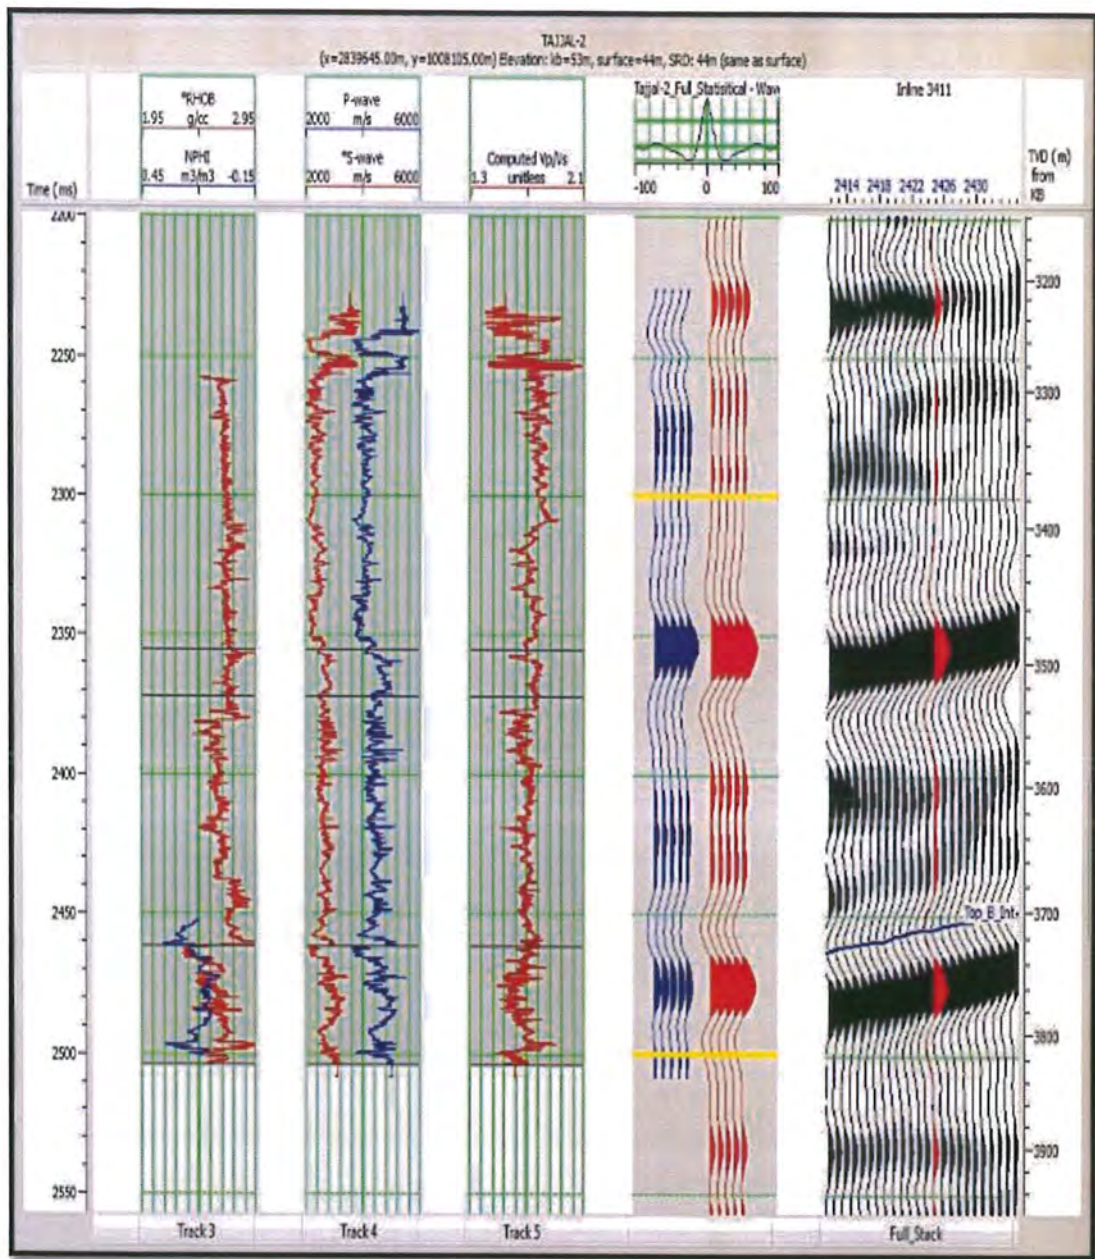 TAJJAL-2
(x=2839645.00m, y=1008105.00m) Elevation: kb=53m, surface=44m, SRD: 44m (same as surface)
*RHOB
1.95 g/cc 2.95
NPHI
0.45 m3/m3 -0.15
P-wave
2000 m/s 6000
*S-wave
2000 m/s 6000
Computed Vp/Vs
1.3 unitless 2.1
Tajjal-2_Full_Statisitical - Wav
-100 0 100
Inline 3411
2414 2418 2422 2426 2430
TVD (m)
from
KB
Time (ms)
2200
2250
2300
2350
2400
2450
2500
2550
3200
3300
3400
3500
3600
3700
3800
3900
Top_B_Int
Track 3
Track 4
Track 5
Full_Stack